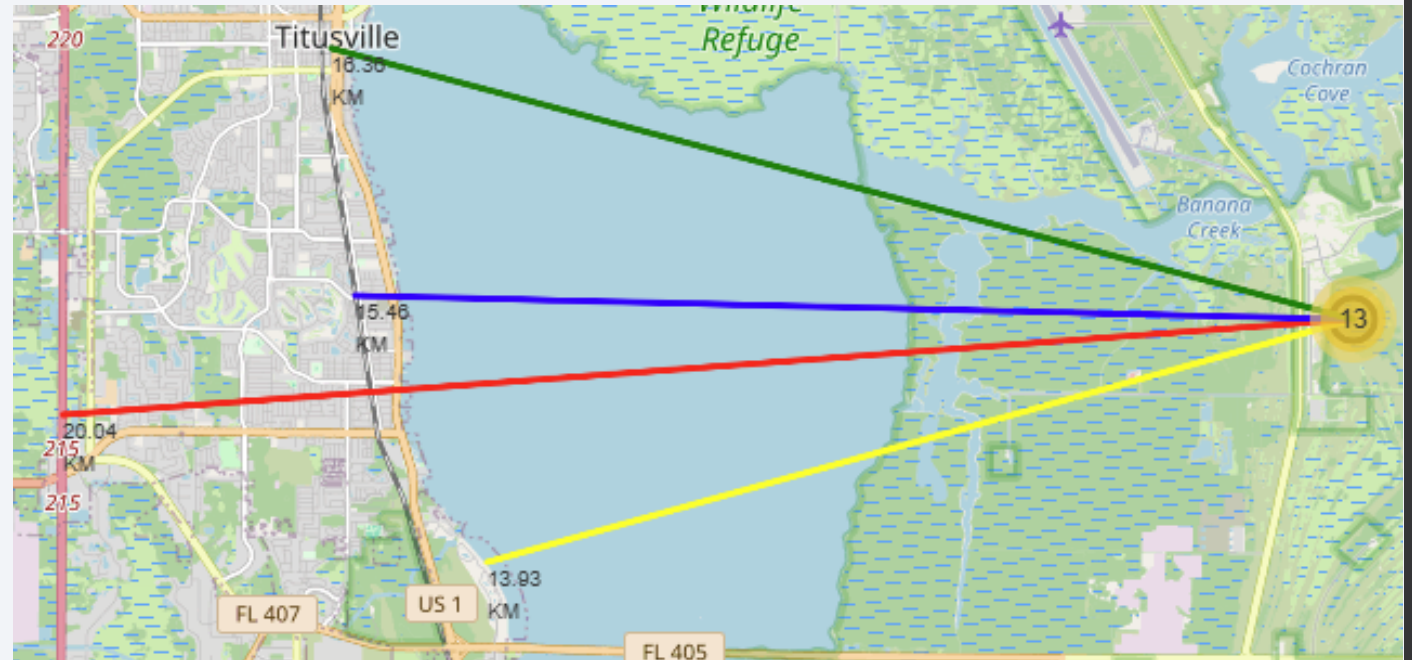 Wildlife
Refuge
220
Titusville
16.36
KM
Cochran
Cove
Banana
Creek
15.46
KM
13
20.04
KM
215
215
13.93
KM
US 1
FL 407
FL 405